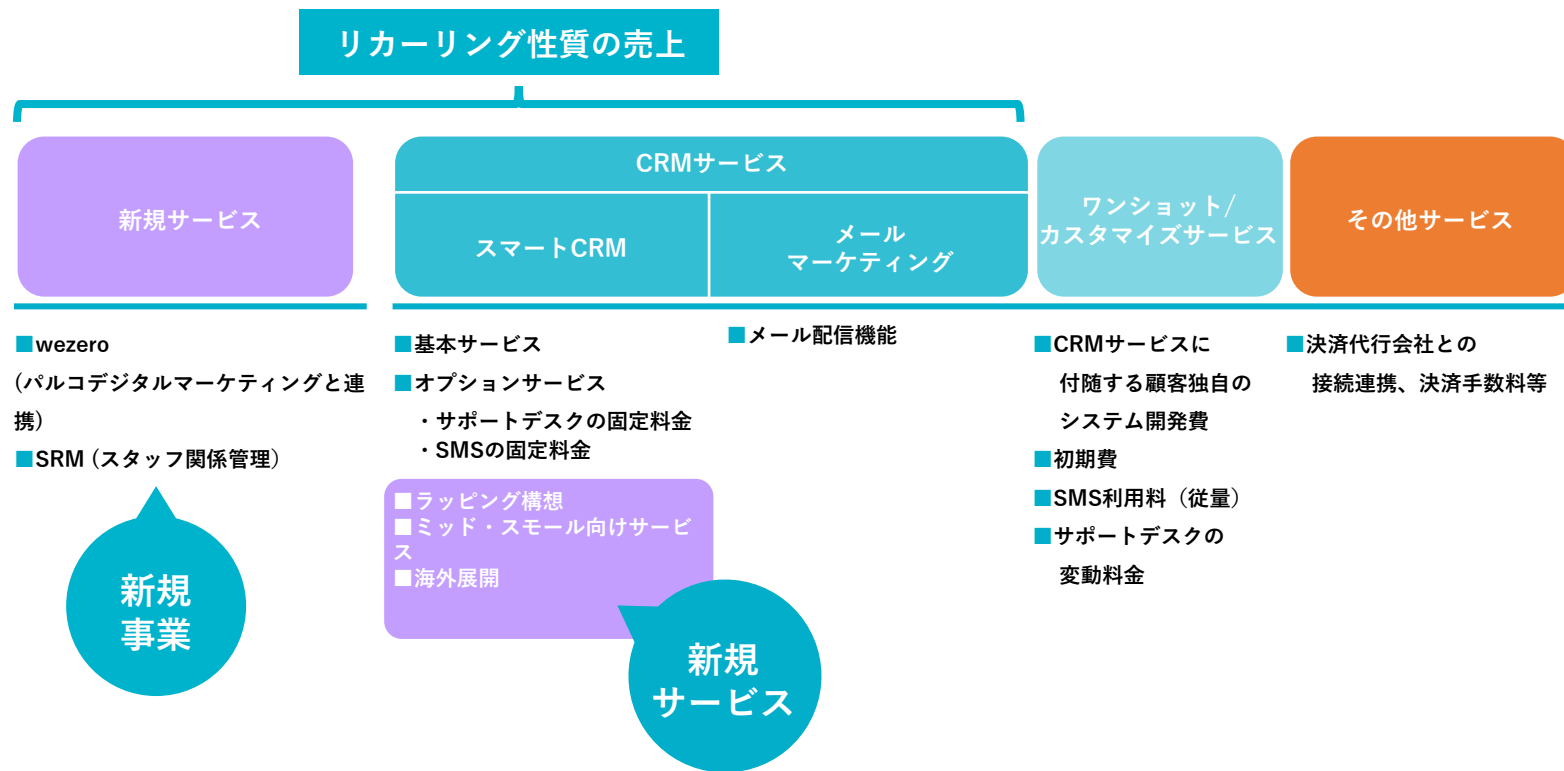 リカーリング性質の売上
新規サービス
CRMサービス
スマートCRM
メール
マーケティング
ワンショット/
カスタマイズサービス
その他サービス
■wezero
(パルコデジタルマーケティングと連
携)
■SRM (スタッフ関係管理)
新規
事業
■基本サービス
■オプションサービス
・サポートデスクの固定料金
・SMSの固定料金
■ラッピング構想
■ミッド・スモール向けサービ
ス
■海外展開
新規
サービス
■メール配信機能
■CRMサービスに
付随する顧客独自の
システム開発費
■初期費
■SMS利用料（従量）
■サポートデスクの
変動料金
■決済代行会社との
接続連携、決済手数料等